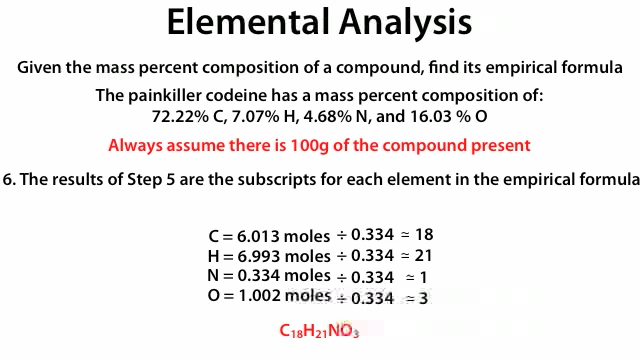 Elemental Analysis
Given the mass percent composition of a compound, find its empirical formula
The painkiller codeine has a mass percent composition of:
72.22% C, 7.07% H, 4.68% N, and 16.03 % O
Always assume there is 100g of the compound present
6. The results of Step 5 are the subscripts for each element in the empirical formula
C = 6.013 moles ÷ 0.334 ≃ 18
H = 6.993 moles ÷ 0.334 ≃ 21
N = 0.334 moles ÷ 0.334 ≃ 1
O = 1.002 moles ÷ 0.334 ≃ 3
C₁₈H₂₁NO₃